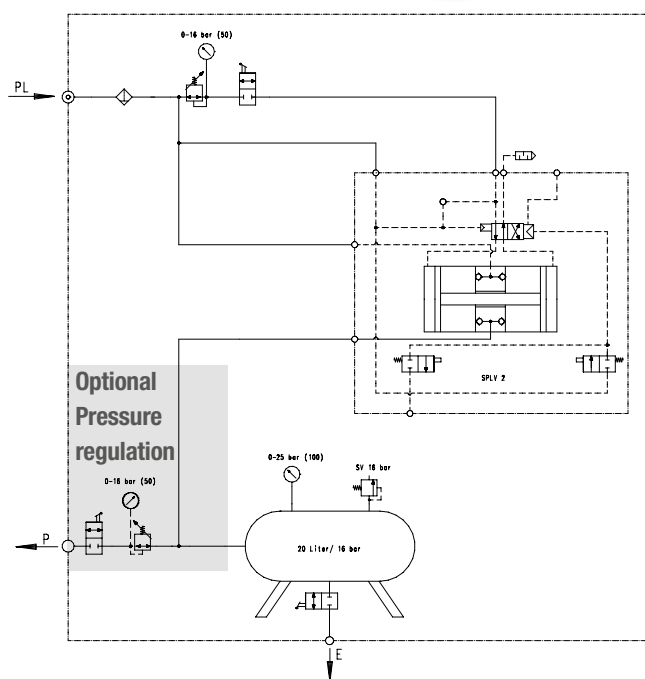 0-16 bar (50)
PL
SPLV 2
Optional
Pressure
regulation
0-16 bar (50)
0-25 bar (100)
SV 16 bar
P
20 Liter/ 16 bar
E